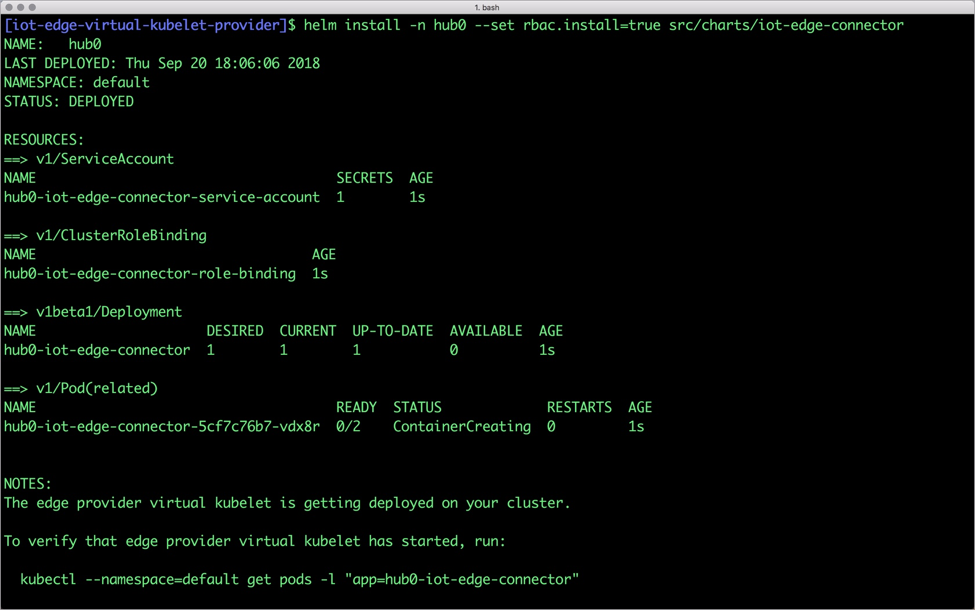 1. bash
[iot-edge-virtual-kubelet-provider]$ helm install -n hub0 --set rbac.install=true src/charts/iot-edge-connector
NAME:   hub0
LAST DEPLOYED: Thu Sep 20 18:06:06 2018
NAMESPACE: default
STATUS: DEPLOYED
RESOURCES:
==> v1/ServiceAccount
NAME                                     SECRETS  AGE
hub0-iot-edge-connector-service-account  1        1s
==> v1/ClusterRoleBinding
NAME                                  AGE
hub0-iot-edge-connector-role-binding  1s
==> v1beta1/Deployment
NAME                     DESIRED  CURRENT  UP-TO-DATE  AVAILABLE  AGE
hub0-iot-edge-connector  1        1        1           0          1s
==> v1/Pod(related)
NAME                                     READY  STATUS             RESTARTS  AGE
hub0-iot-edge-connector-5cf7c76b7-vdx8r  0/2    ContainerCreating  0         1s
NOTES:
The edge provider virtual kubelet is getting deployed on your cluster.
To verify that edge provider virtual kubelet has started, run:
  kubectl --namespace=default get pods -l "app=hub0-iot-edge-connector"